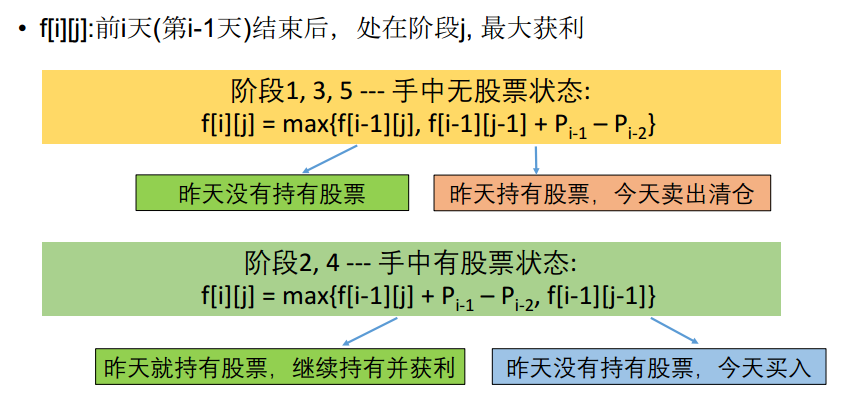 • f[i][j]:前i天(第i-1天)结束后，处在阶段j, 最大获利
阶段1, 3, 5 --- 手中无股票状态:
f[i][j] = max{f[i-1][j], f[i-1][j-1] + Pi-1 – Pi-2}
昨天没有持有股票
昨天持有股票，今天卖出清仓
阶段2, 4 --- 手中有股票状态:
f[i][j] = max{f[i-1][j] + Pi-1 – Pi-2, f[i-1][j-1]}
昨天就持有股票，继续持有并获利
昨天没有持有股票，今天买入